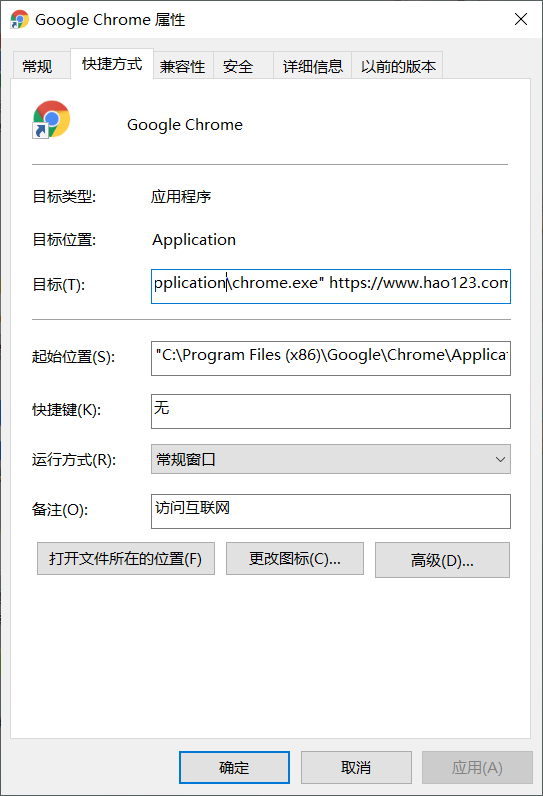 Google Chrome 属性
常规 快捷方式 兼容性 安全 详细信息 以前的版本
Google Chrome
目标类型: 应用程序
目标位置: Application
目标(T): pplication\chrome.exe" https://www.hao123.com
起始位置(S): "C:\Program Files (x86)\Google\Chrome\Applicat
快捷键(K): 无
运行方式(R): 常规窗口
备注(O): 访问互联网
打开文件所在的位置(F) 更改图标(C)... 高级(D)...
确定 取消 应用(A)